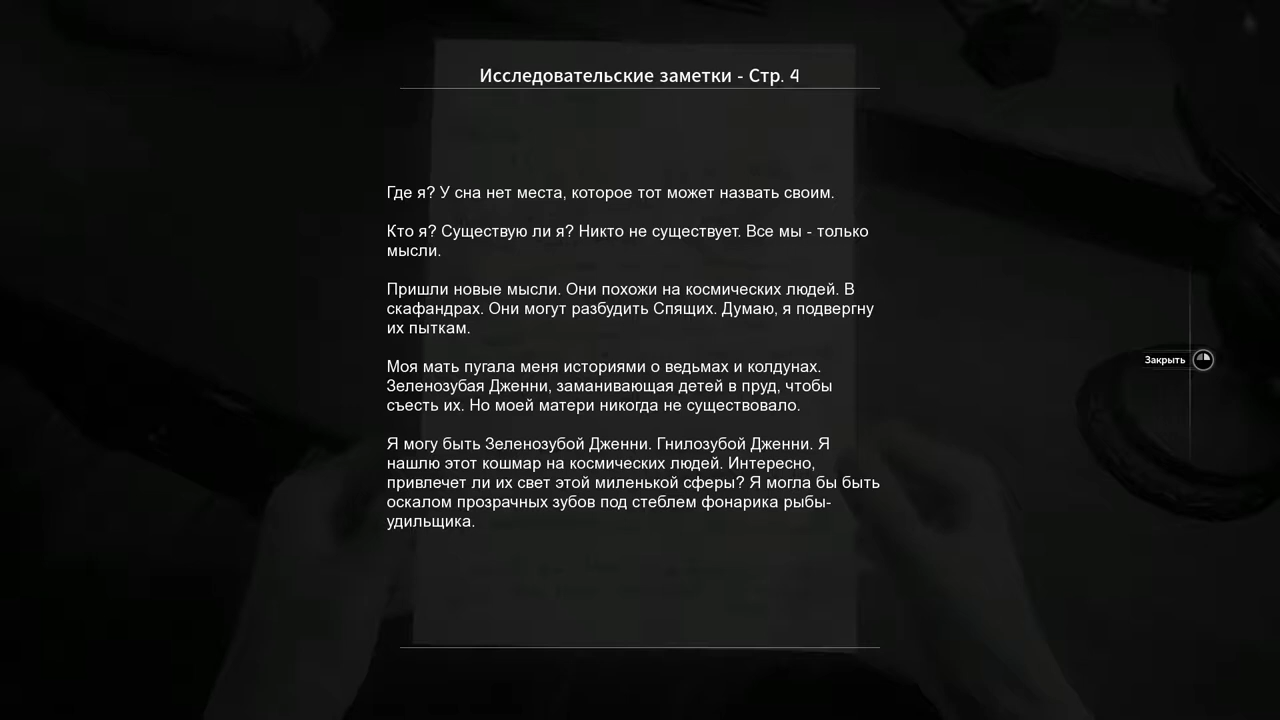 Исследовательские заметки - Стр. 4
Где я? У сна нет места, которое тот может назвать своим.
Кто я? Существую ли я? Никто не существует. Все мы - только
мысли.
Пришли новые мысли. Они похожи на космических людей. В
скафандрах. Они могут разбудить Спящих. Думаю, я подвергну
их пыткам.
Моя мать пугала меня историями о ведьмах и колдунах.
Зеленозубая Дженни, заманивающая детей в пруд, чтобы
съесть их. Но моей матери никогда не существовало.
Я могу быть Зеленозубой Дженни. Гнилозубой Дженни. Я
нашлю этот кошмар на космических людей. Интересно,
привлечет ли их свет этой миленькой сферы? Я могла бы быть
оскалом прозрачных зубов под стеблем фонарика рыбы-
удильщика.
Закрыть